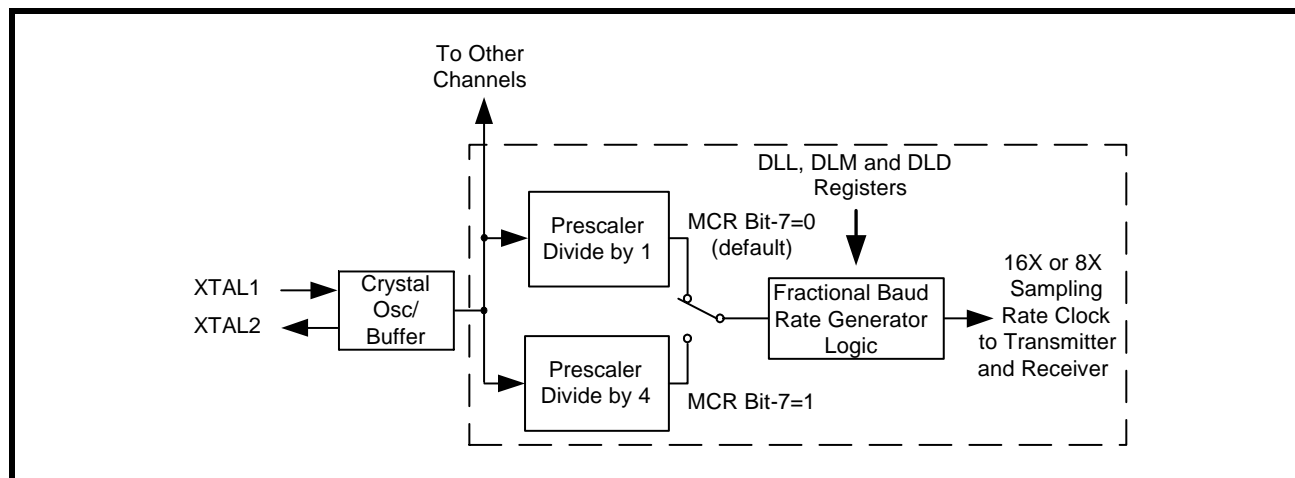 To Other
Channels
DLL, DLM and DLD
Registers
Prescaler
Divide by 1
MCR Bit-7=0
(default)
16X or 8X
Sampling
Rate Clock
to Transmitter
and Receiver
XTAL1
XTAL2
Crystal
Osc/
Buffer
Fractional Baud
Rate Generator
Logic
Prescaler
Divide by 4
MCR Bit-7=1